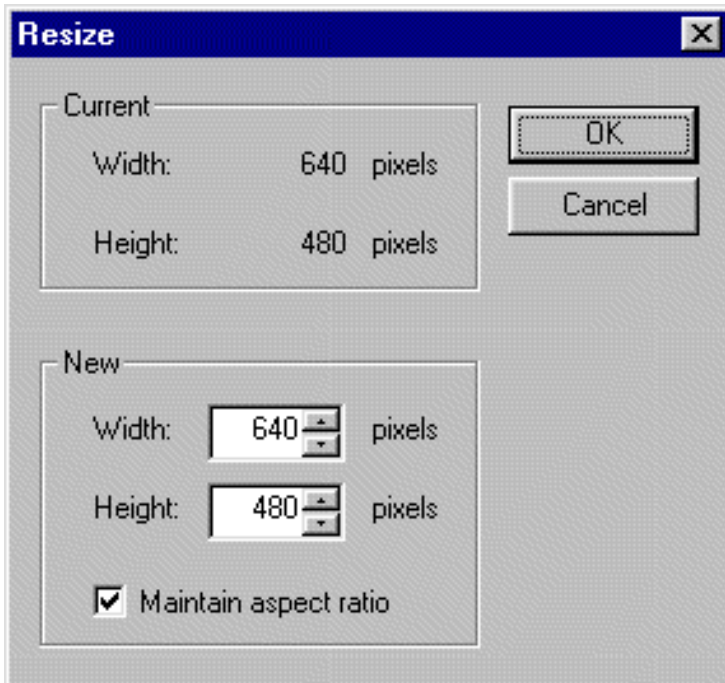 Resize
Current
Width: 640 pixels
Height: 480 pixels
OK
Cancel
New
Width: 640 pixels
Height: 480 pixels
Maintain aspect ratio